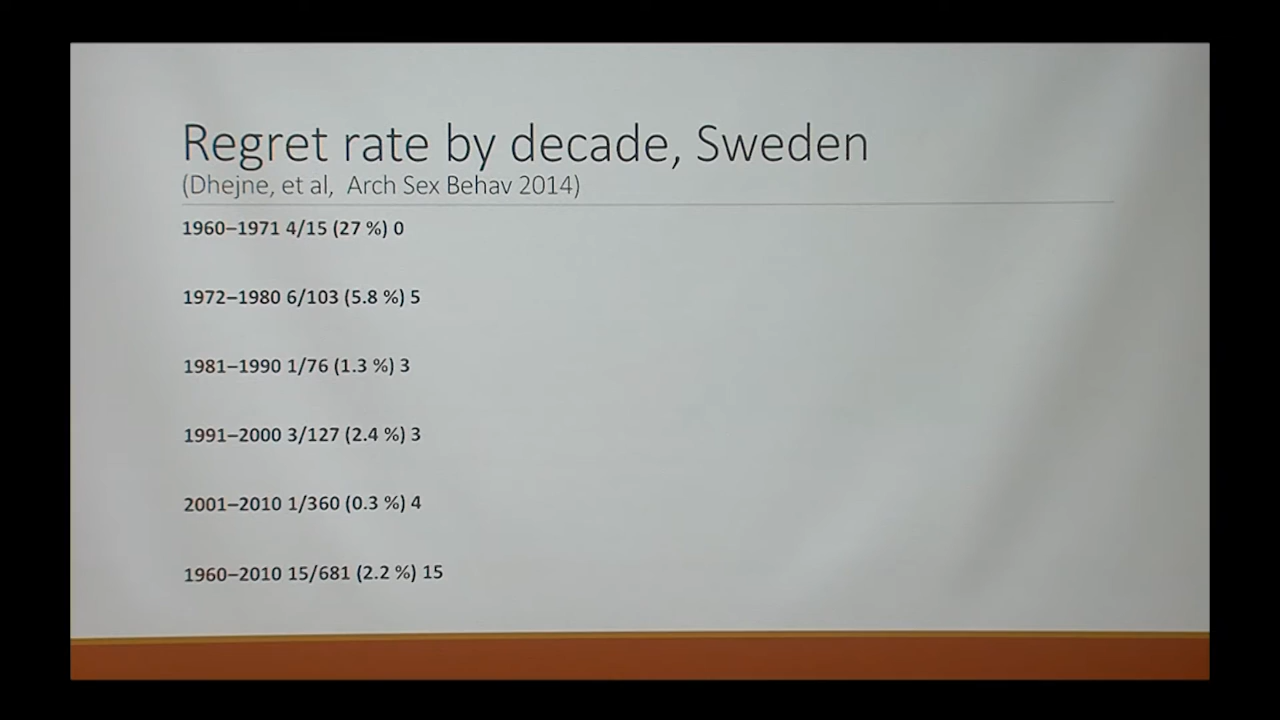 Regret rate by decade, Sweden
(Dhejne, et al, Arch Sex Behav 2014)
1960–1971 4/15 (27 %) 0
1972–1980 6/103 (5.8 %) 5
1981–1990 1/76 (1.3 %) 3
1991–2000 3/127 (2.4 %) 3
2001–2010 1/360 (0.3 %) 4
1960–2010 15/681 (2.2 %) 15